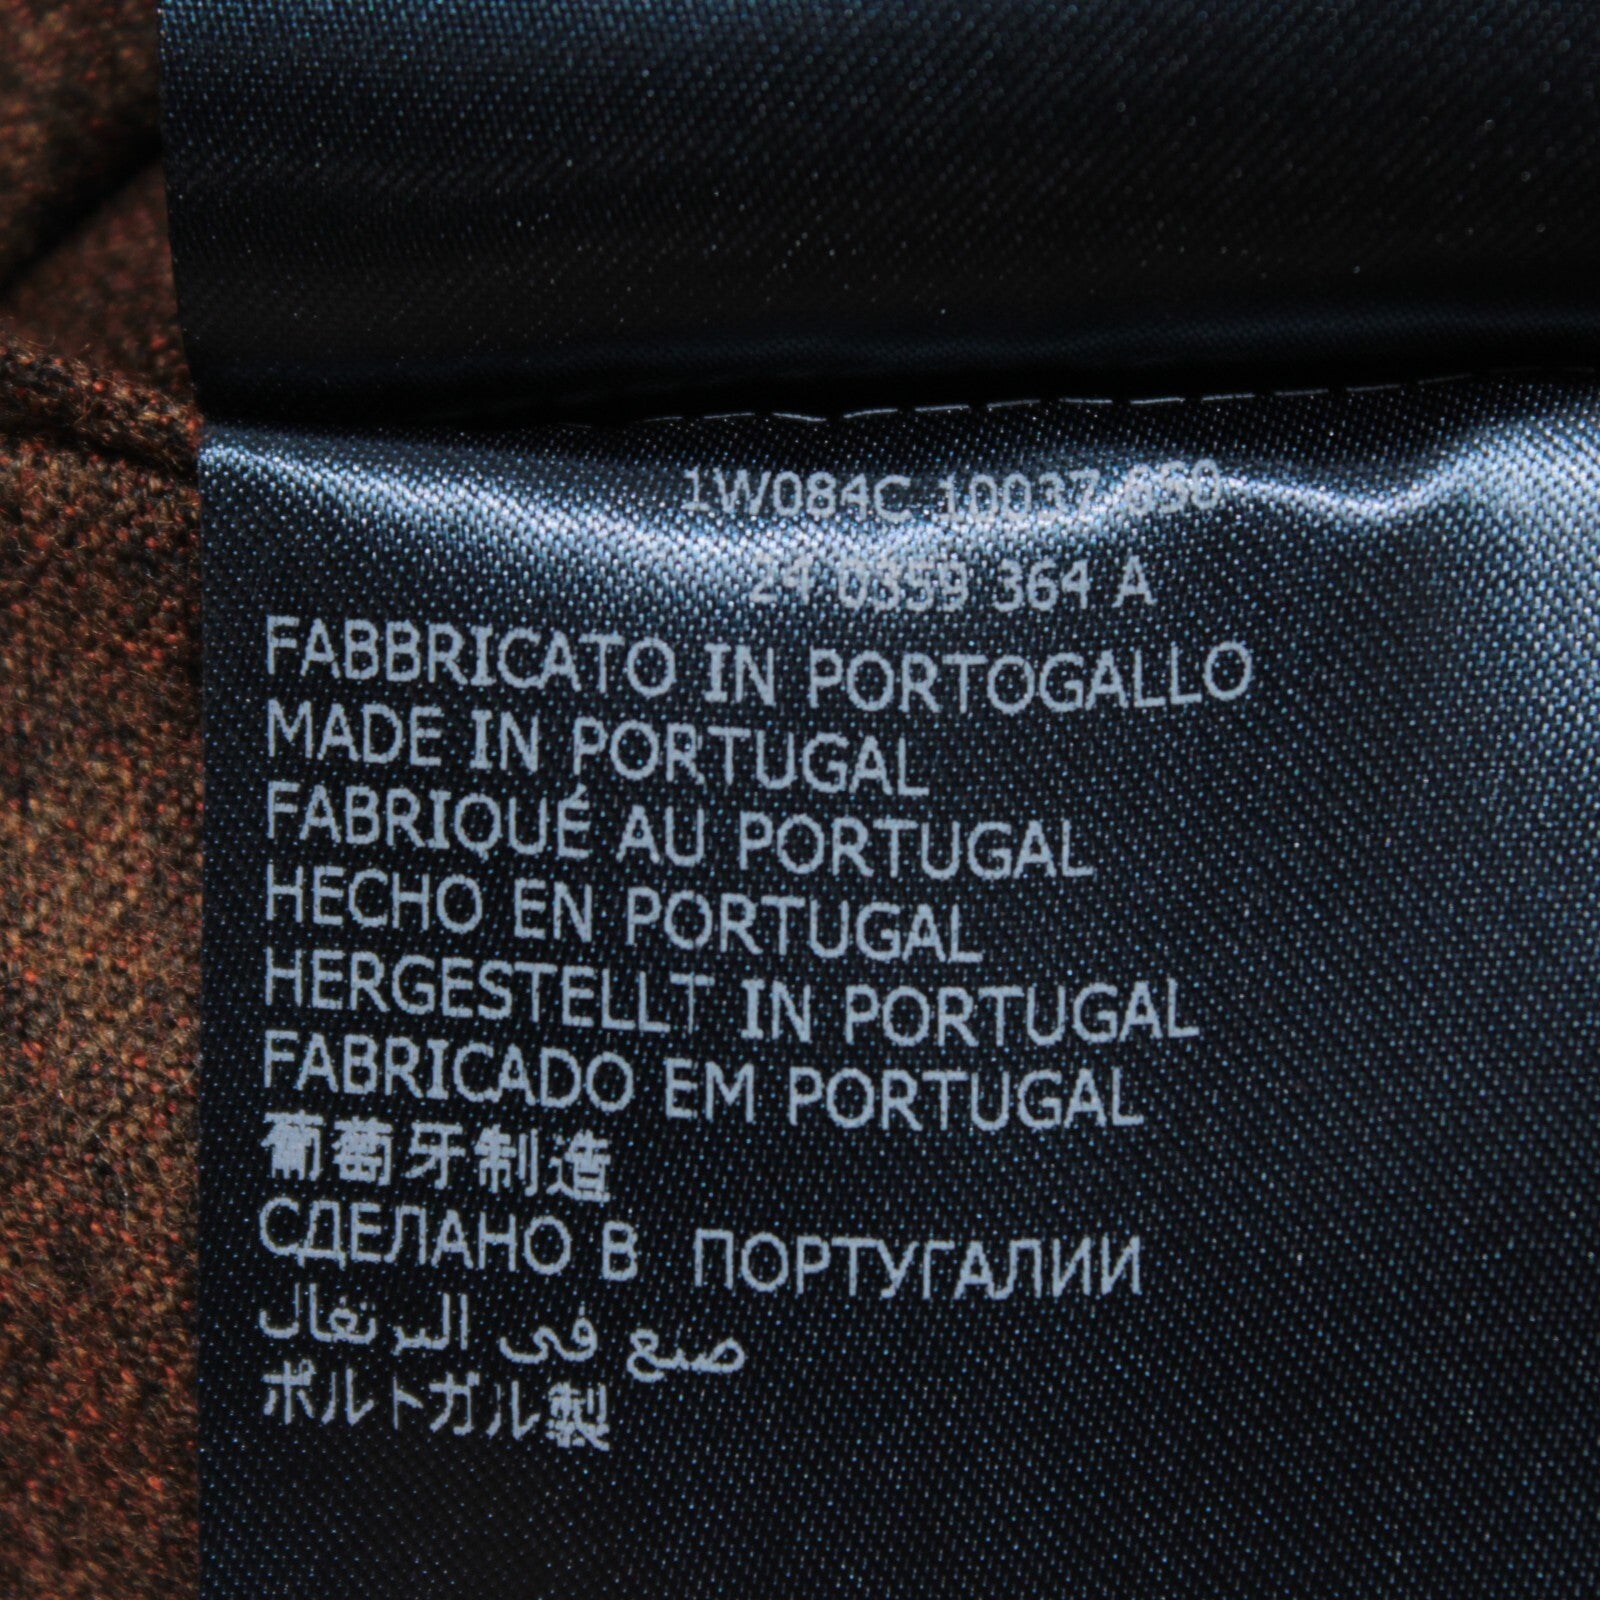 1W084C 10037 650
24 0359 364 A
FABBRICATO IN PORTOGALLO
MADE IN PORTUGAL
FABRIQUÉ AU PORTUGAL
HECHO EN PORTUGAL
HERGESTELLT IN PORTUGAL
FABRICADO EM PORTUGAL
葡萄牙制造
СДЕЛАНО В ПОРТУГАЛИИ
صنع فى البرتغال
ポルトガル製